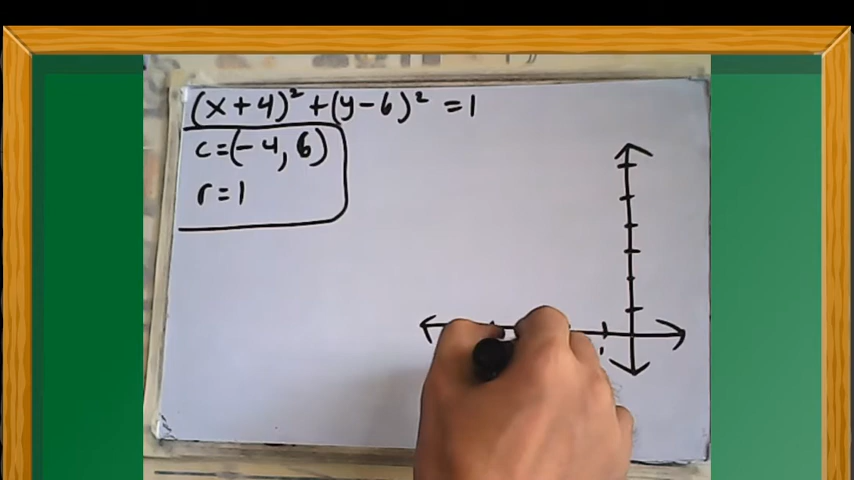 (x+4)² +(y-6)² =1
c=(-4, 6)
r=1